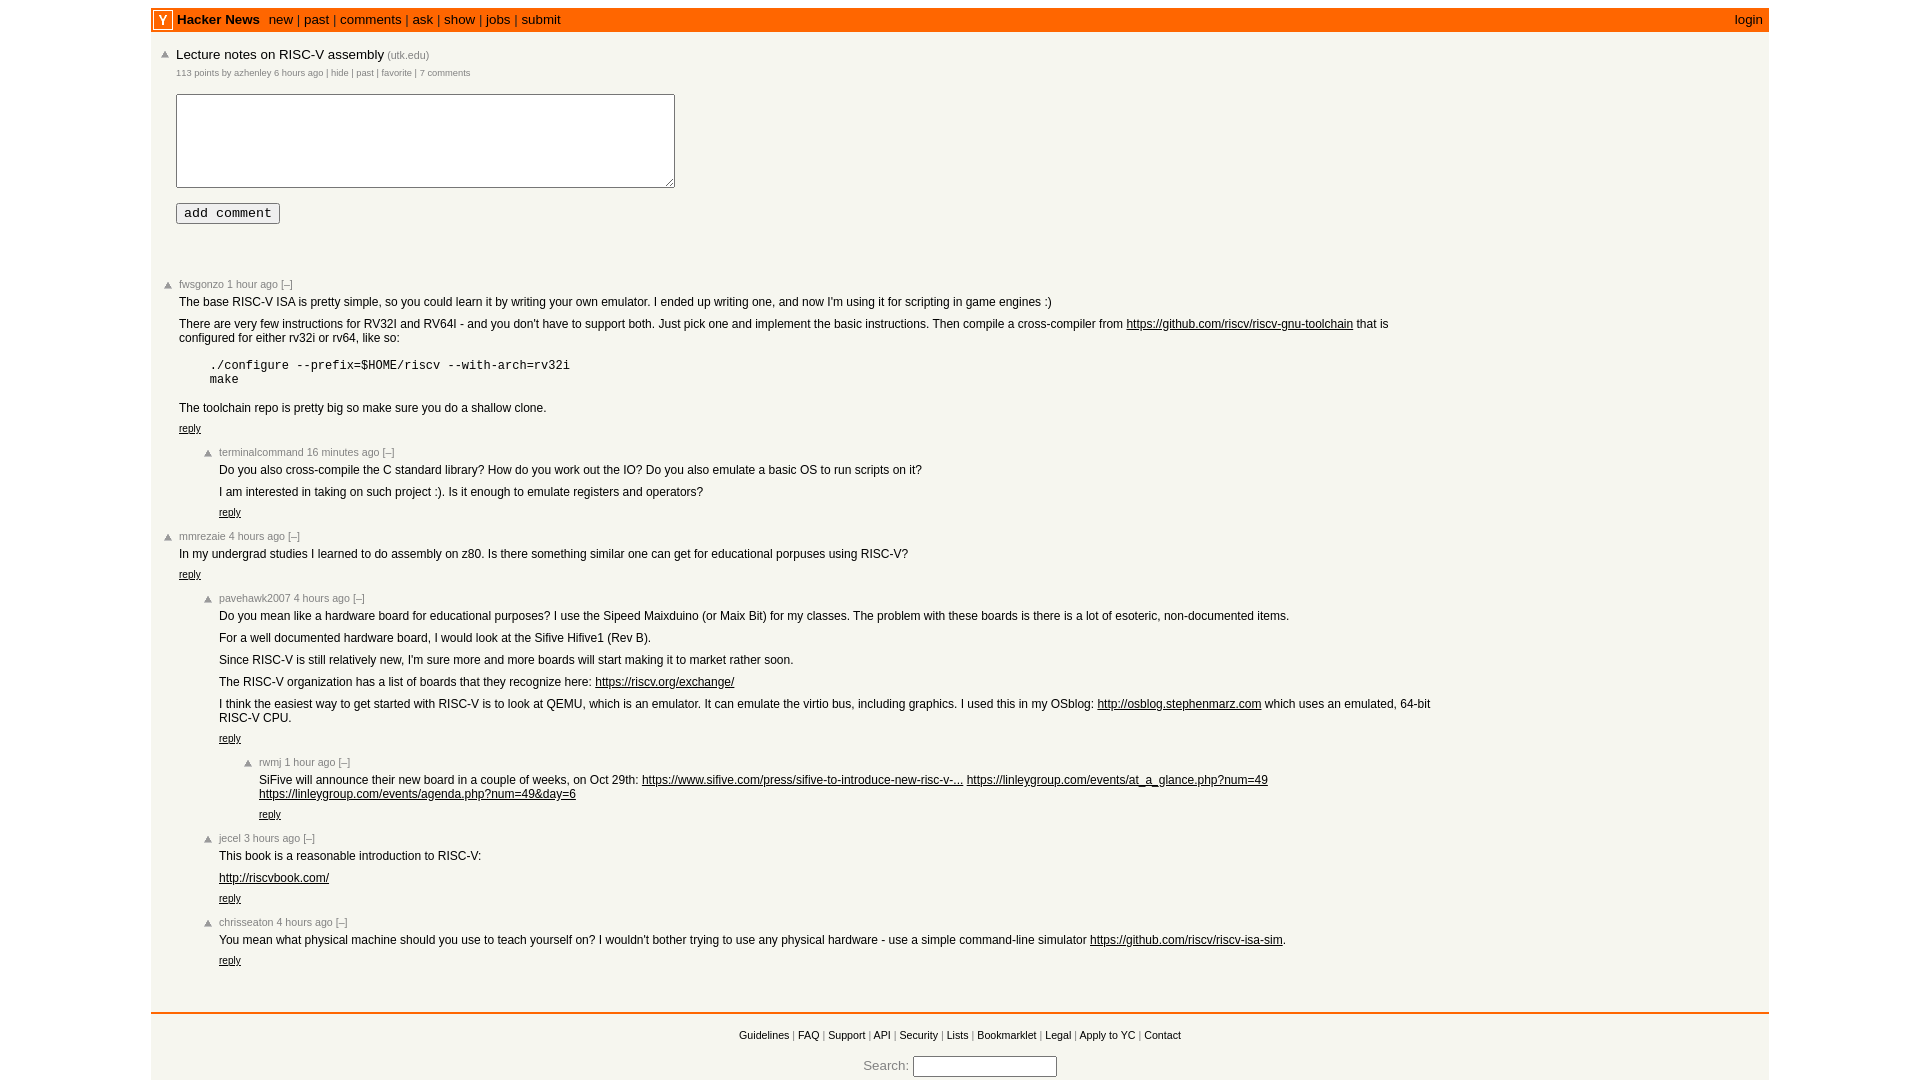 Y Hacker News new | past | comments | ask | show | jobs | submit login
Lecture notes on RISC-V assembly (utk.edu)
113 points by azhenley 6 hours ago | hide | past | favorite | 7 comments
add comment
fwsgonzo 1 hour ago [–]
The base RISC-V ISA is pretty simple, so you could learn it by writing your own emulator. I ended up writing one, and now I'm using it for scripting in game engines :)
There are very few instructions for RV32I and RV64I - and you don't have to support both. Just pick one and implement the basic instructions. Then compile a cross-compiler from https://github.com/riscv/riscv-gnu-toolchain that is
configured for either rv32i or rv64, like so:
./configure --prefix=$HOME/riscv --with-arch=rv32i
make
The toolchain repo is pretty big so make sure you do a shallow clone.
reply
terminalcommand 16 minutes ago [–]
Do you also cross-compile the C standard library? How do you work out the IO? Do you also emulate a basic OS to run scripts on it?
I am interested in taking on such project :). Is it enough to emulate registers and operators?
reply
mmrezaie 4 hours ago [–]
In my undergrad studies I learned to do assembly on z80. Is there something similar one can get for educational porpuses using RISC-V?
reply
pavehawk2007 4 hours ago [–]
Do you mean like a hardware board for educational purposes? I use the Sipeed Maixduino (or Maix Bit) for my classes. The problem with these boards is there is a lot of esoteric, non-documented items.
For a well documented hardware board, I would look at the Sifive Hifive1 (Rev B).
Since RISC-V is still relatively new, I'm sure more and more boards will start making it to market rather soon.
The RISC-V organization has a list of boards that they recognize here: https://riscv.org/exchange/
I think the easiest way to get started with RISC-V is to look at QEMU, which is an emulator. It can emulate the virtio bus, including graphics. I used this in my OSblog: http://osblog.stephenmarz.com which uses an emulated, 64-bit
RISC-V CPU.
reply
rwmj 1 hour ago [–]
SiFive will announce their new board in a couple of weeks, on Oct 29th: https://www.sifive.com/press/sifive-to-introduce-new-risc-v-... https://linleygroup.com/events/at_a_glance.php?num=49
https://linleygroup.com/events/agenda.php?num=49&day=6
reply
jecel 3 hours ago [–]
This book is a reasonable introduction to RISC-V:
http://riscvbook.com/
reply
chrisseaton 4 hours ago [–]
You mean what physical machine should you use to teach yourself on? I wouldn't bother trying to use any physical hardware - use a simple command-line simulator https://github.com/riscv/riscv-isa-sim.
reply
Guidelines | FAQ | Support | API | Security | Lists | Bookmarklet | Legal | Apply to YC | Contact
Search: